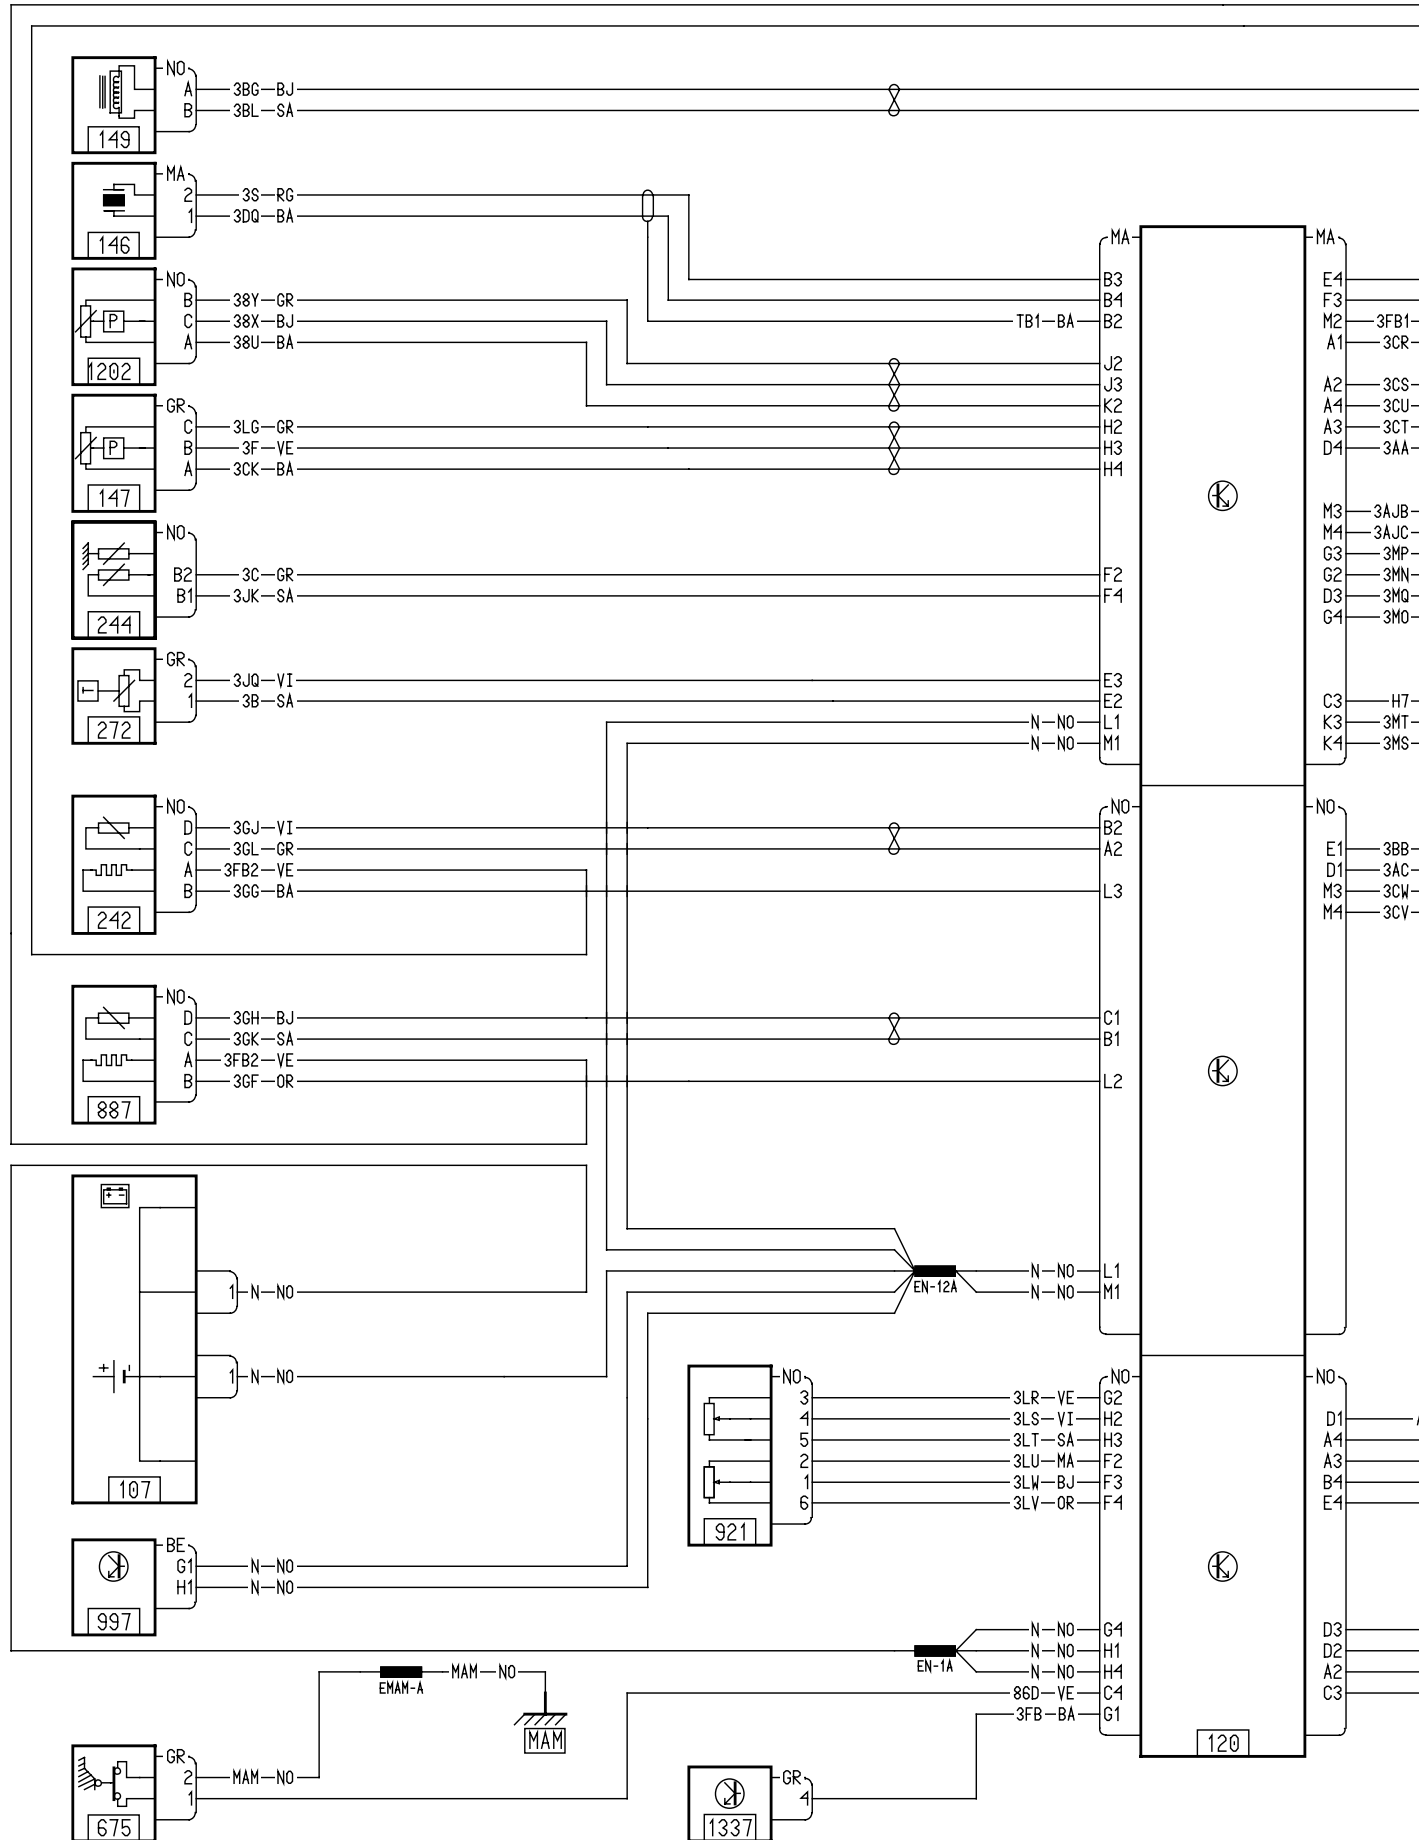 NO
A 3BG BJ
B 3BL SA
149
MA
2 3S RG
1 3DQ BA
146
NO
B 38Y GR
C 38X BJ
A 38U BA
P
1202
GR
C 3LG GR
B 3F VE
A 3CK BA
P
147
NO
B2 3C GR
B1 3JK SA
244
GR
2 3JQ VI
1 3B SA
T
272
NO
D 3GJ VI
C 3GL GR
A 3FB2 VE
B 3GG BA
242
NO
D 3GH BJ
C 3GK SA
A 3FB2 VE
B 3GF OR
887
+ -
1 N NO
+ -
1 N NO
107
BE
G1 N NO
H1 N NO
997
EMAM-A
MAM NO
MAM
GR
2 MAM NO
1
675
MA
B3
B4
TB1 BA B2
J2
J3
K2
H2
H3
H4
F2
F4
E3
E2
N NO L1
N NO M1
NO
B2
A2
L3
C1
B1
L2
EN-12A
N NO L1
N NO M1
NO
3
4
5
2
1
6
921
NO
3LR VE G2
3LS VI H2
3LT SA H3
3LU MA F2
3LW BJ F3
3LV OR F4
EN-1A
N NO G4
N NO H1
N NO H4
86D VE C4
3FB BA G1
GR
4
1337
120
MA
E4
F3
M2 3FB1
A1 3CR
A2 3CS
A4 3CU
A3 3CT
D4 3AA
M3 3AJB
M4 3AJC
G3 3MP
G2 3MN
D3 3MQ
G4 3MO
C3 H7
K3 3MT
K4 3MS
NO
E1 3BB
D1 3AC
M3 3CW
M4 3CV
NO
D1
A4
A3
B4
E4
D3
D2
A2
C3